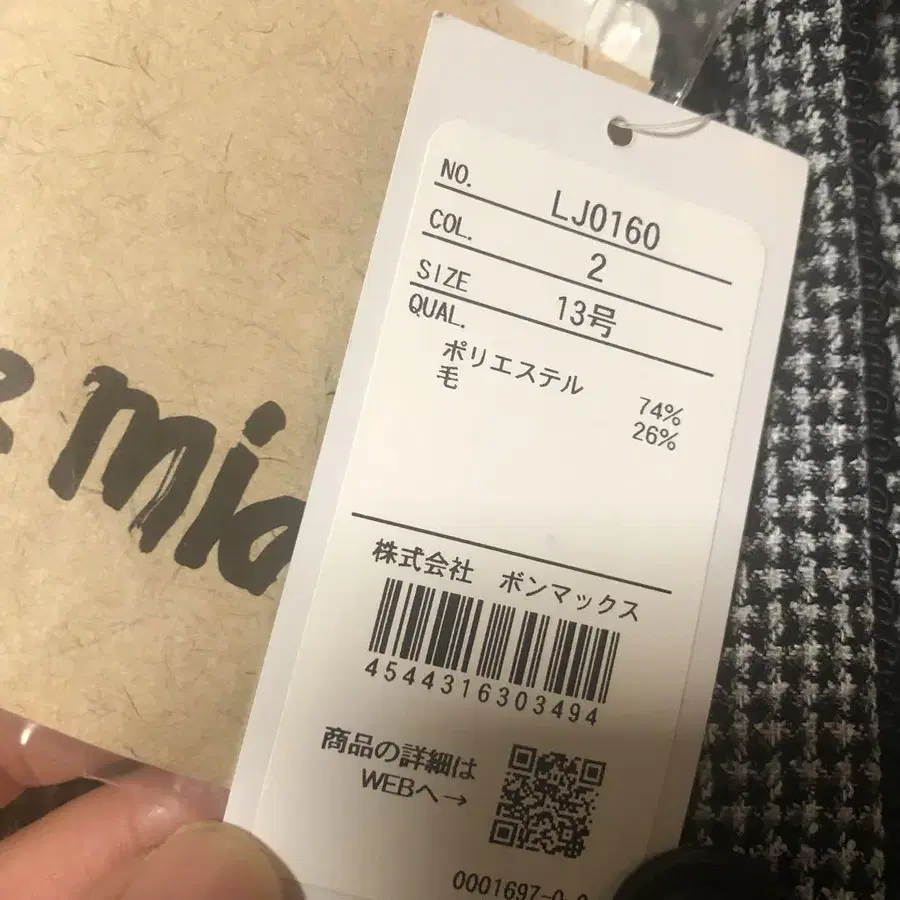 NO. LJ0160
COL. 2
SIZE 13号
QUAL.
ポリエステル 74%
毛 26%
株式会社 ボンマックス
4544316303494
商品の詳細は
WEBへ→